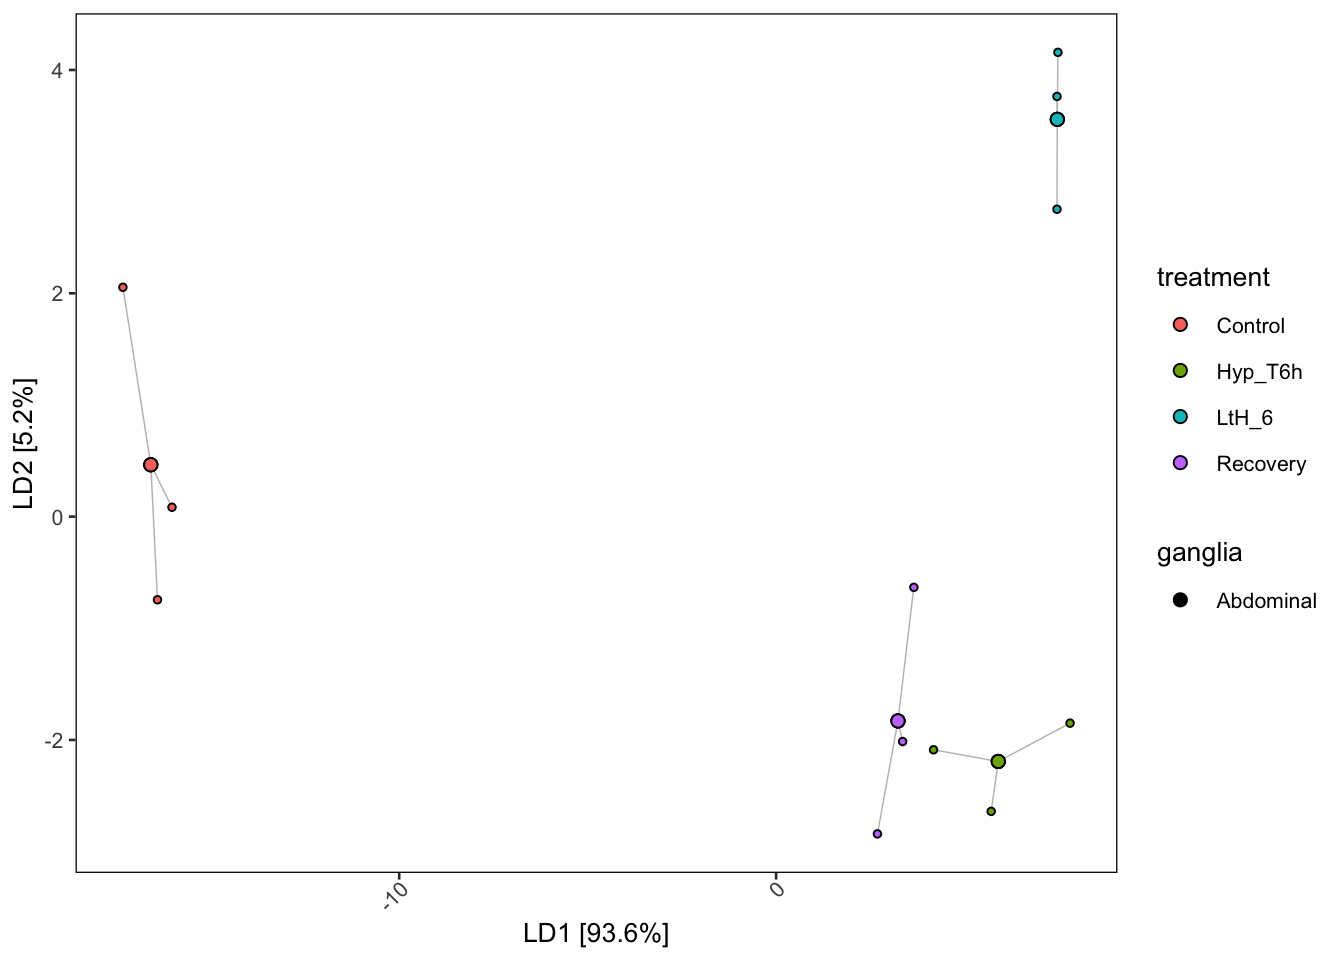 4
2
0
-2
LD2 [5.2%]
-10
0
LD1 [93.6%]
treatment
Control
Hyp_T6h
LtH_6
Recovery
ganglia
Abdominal